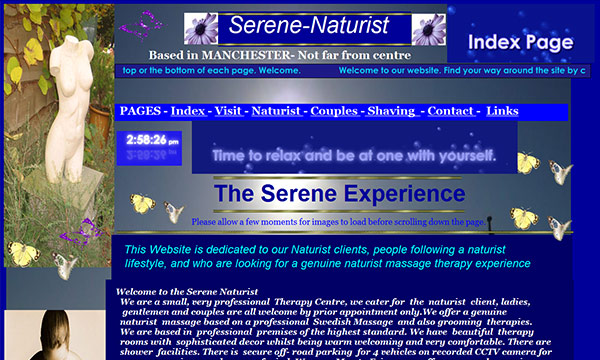 Serene-Naturist
Index Page
Based in MANCHESTER- Not far from centre
top or the bottom of each page. Welcome. Welcome to our website. Find your way around the site by c
PAGES - Index - Visit - Naturist - Couples - Shaving - Contact - Links
2:58:26 pm
Time to relax and be at one with yourself.
The Serene Experience
Please allow a few moments for images to load before scrolling down the page.
This Website is dedicated to our Naturist clients, people following a naturist
lifestyle, and who are looking for a genuine naturist massage therapy experience
Welcome to the Serene Naturist
We are a small, very professional Therapy Centre, we cater for the naturist client, ladies,
gentlemen and couples are all welcome by prior appointment only.We offer a genuine
naturist massage based on a professional Swedish Massage and also grooming therapies.
We are based in professional premises of the highest standard. We have beautiful therapy
rooms with sophisticated decor whilst being warm welcoming and very comfortable. There are
shower facilities. There is secure off- road parking for 4 vehicles on recorded CCTV camera for